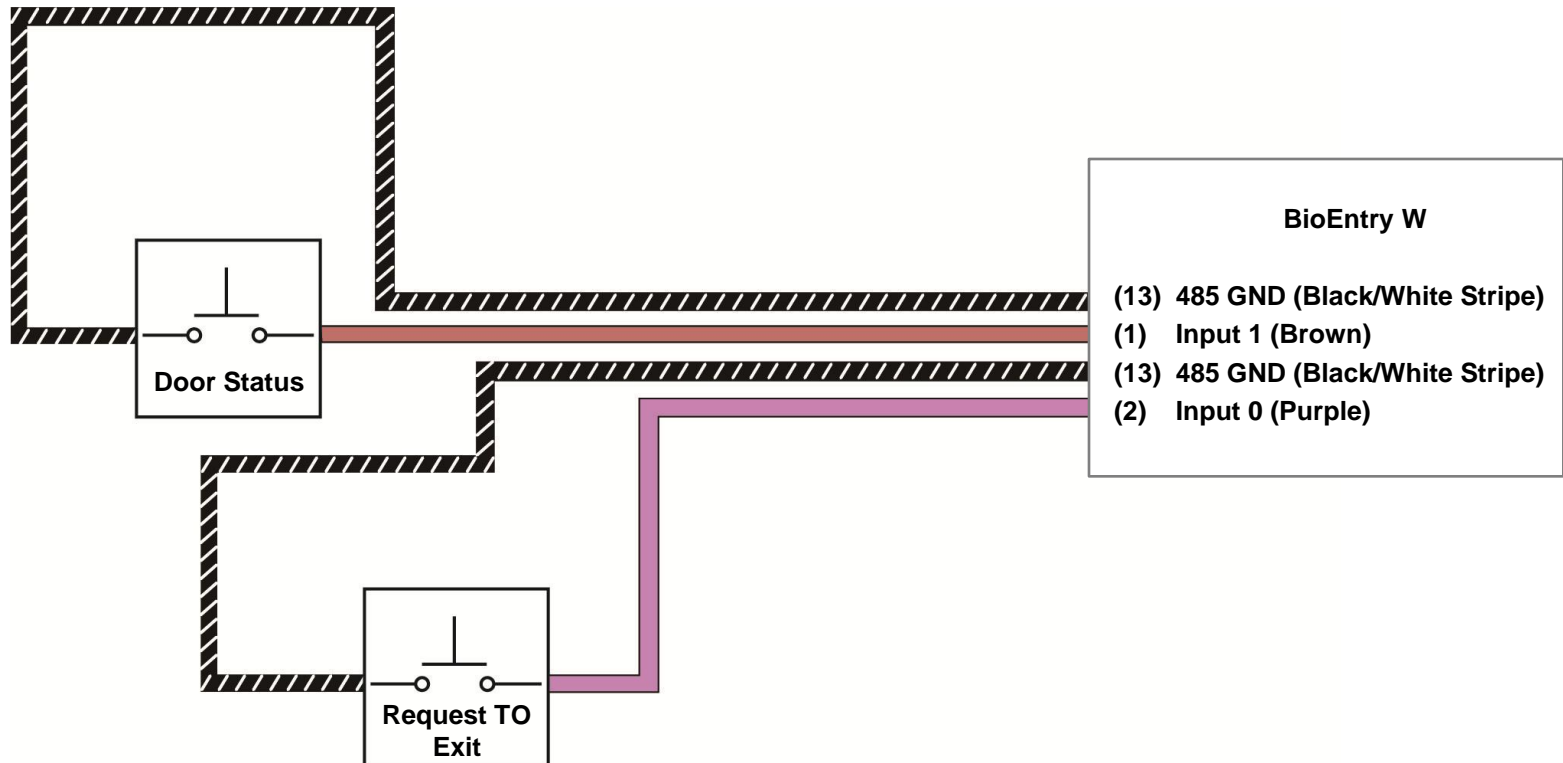 BioEntry W
(13) 485 GND (Black/White Stripe)
(1) Input 1 (Brown)
(13) 485 GND (Black/White Stripe)
(2) Input 0 (Purple)
Door Status
Request TO
Exit